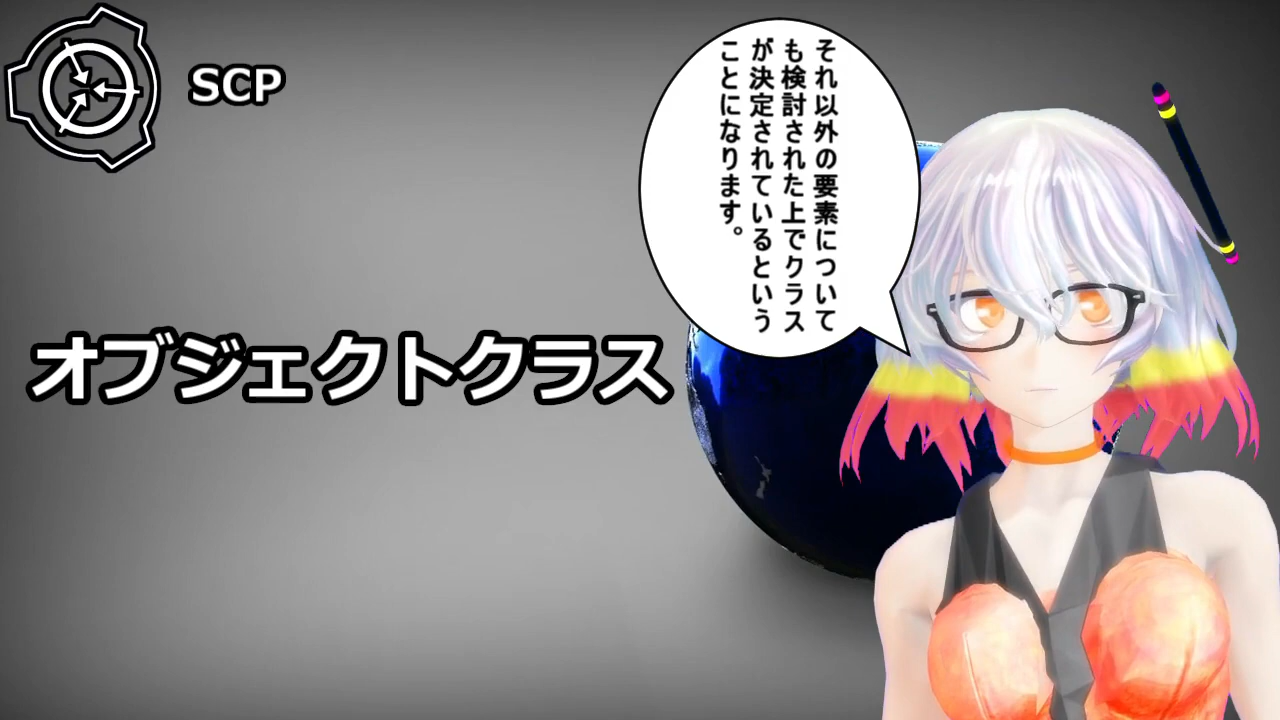 SCP
それ以外の要素について
も検討された上でクラス
が決定されているという
ことになります。
オブジェクトクラス